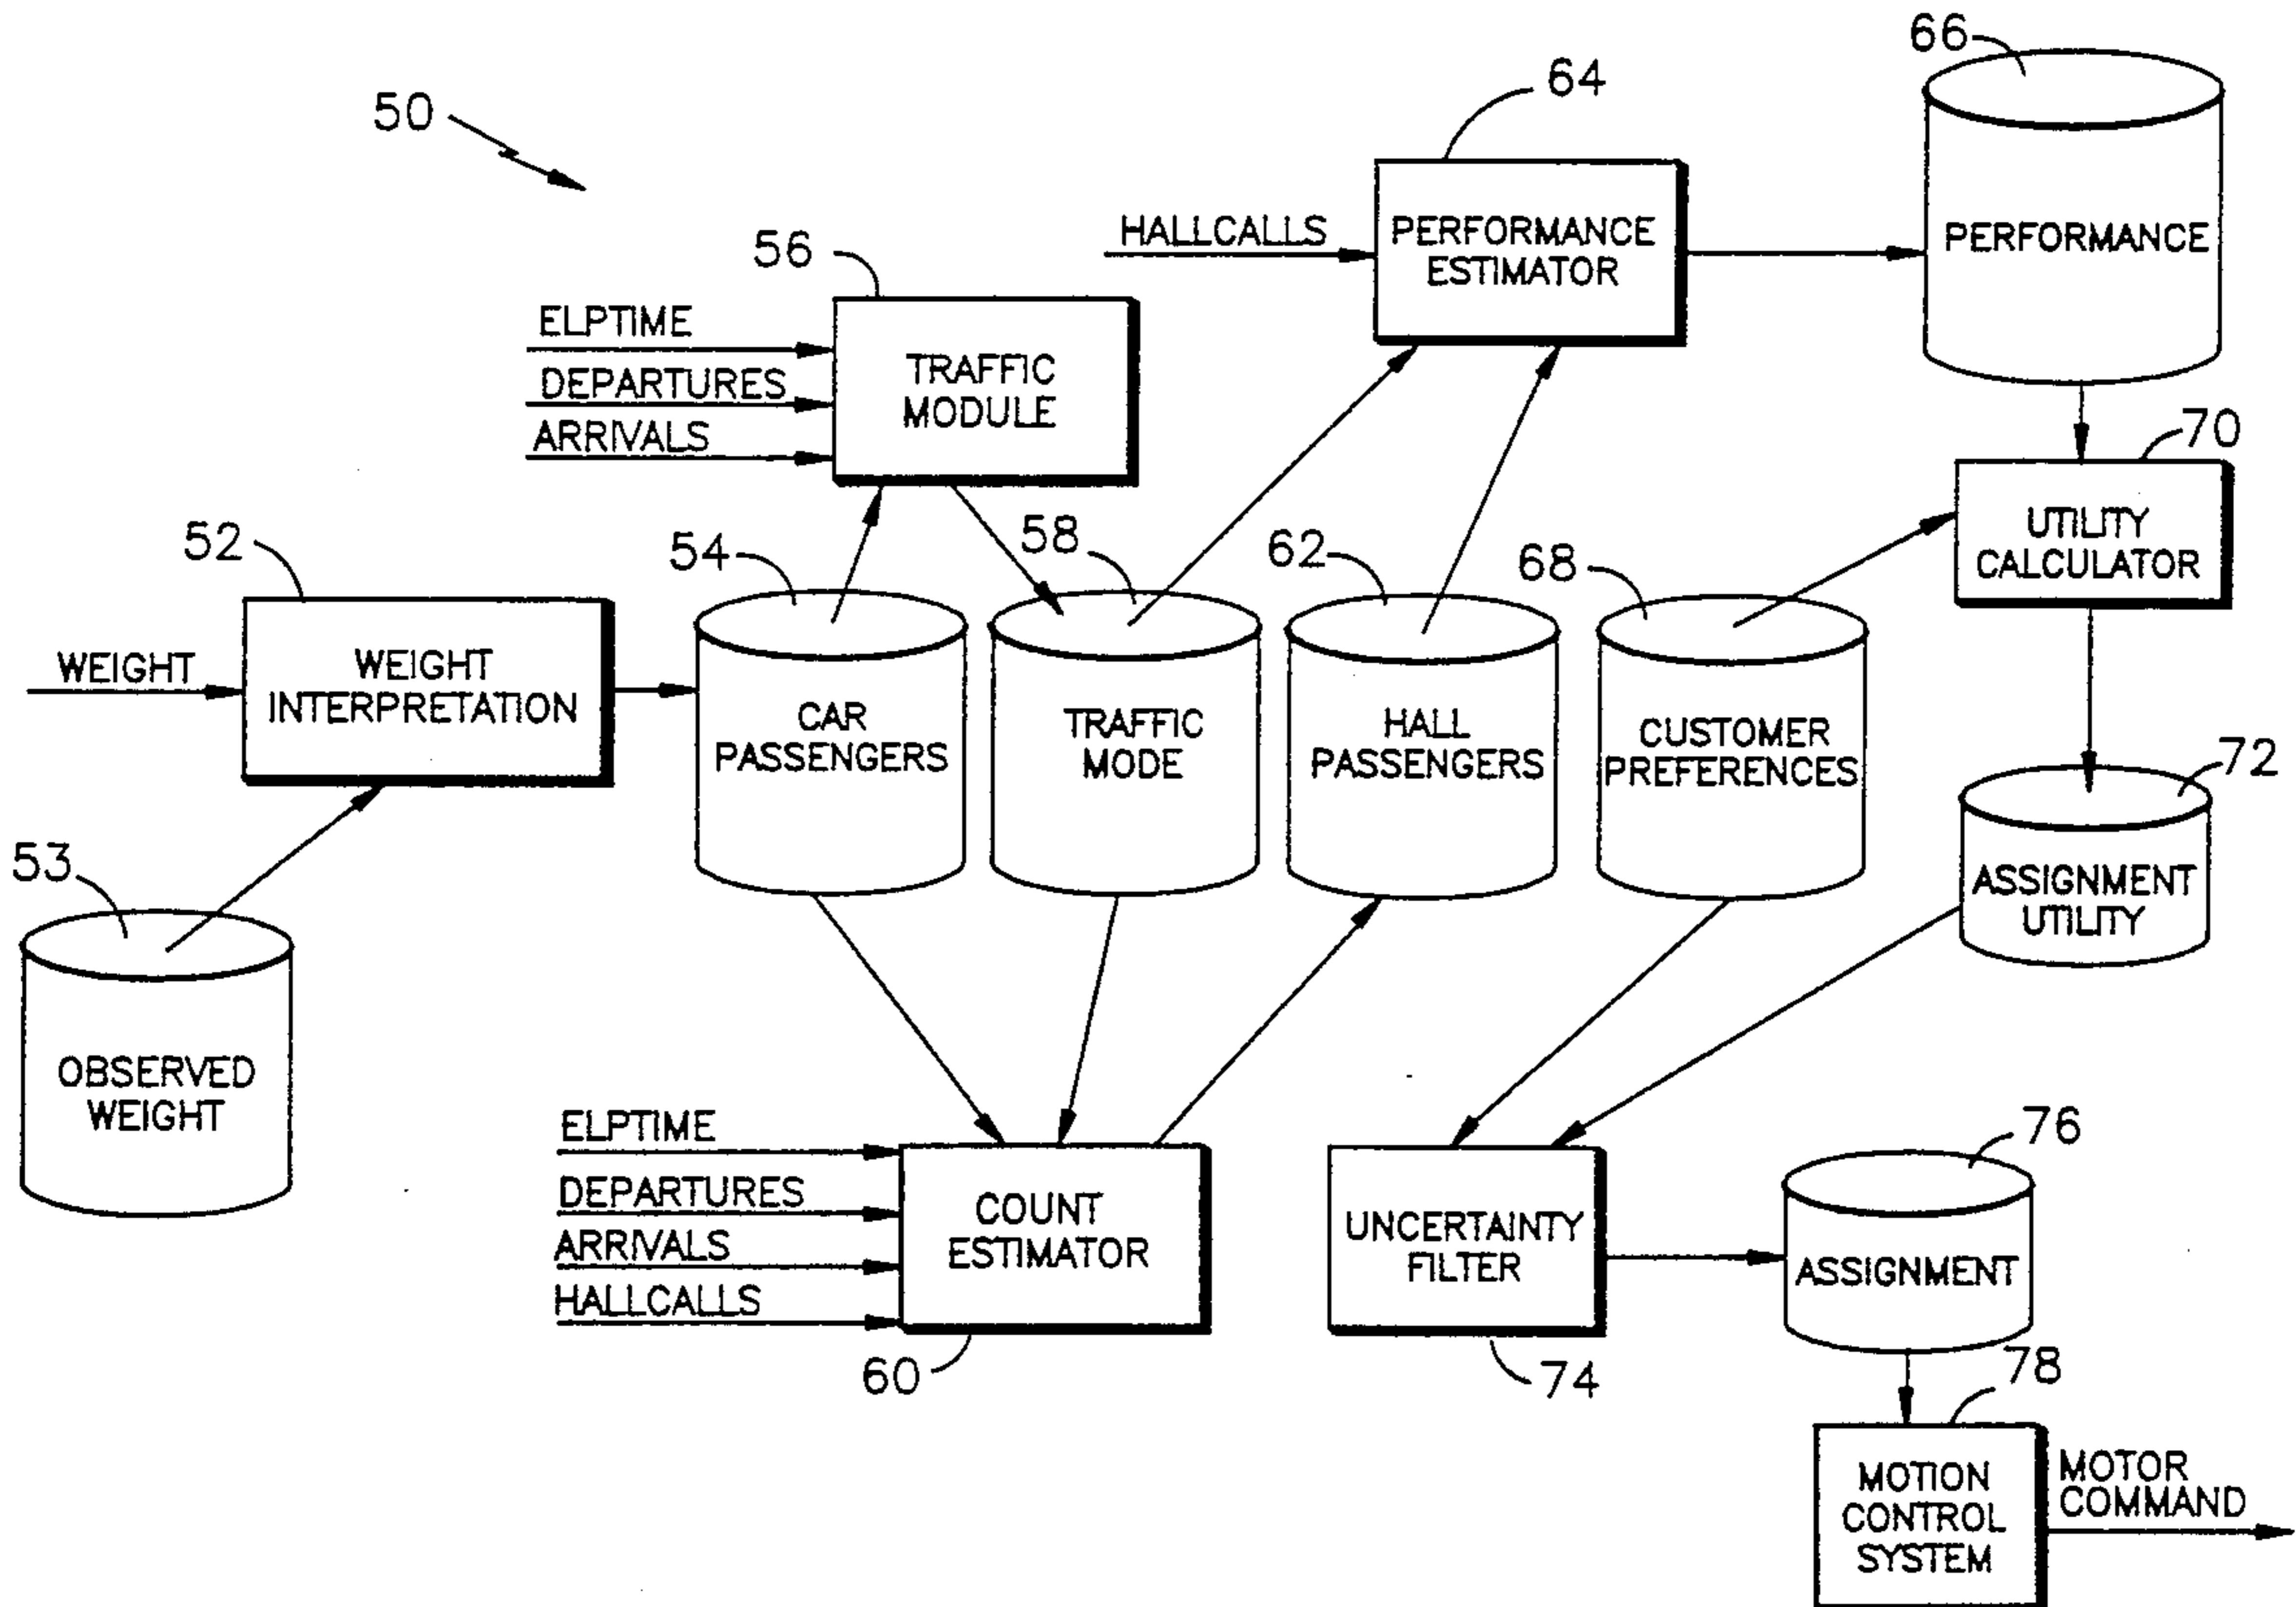 66
64
50
HALLCALLS
PERFORMANCE
ESTIMATOR
PERFORMANCE
56
ELPTIME
DEPARTURES
ARRIVALS
TRAFFIC
MODULE
70
UTILITY
CALCULATOR
52
54
58
62
68
WEIGHT
WEIGHT
INTERPRETATION
CAR
PASSENGERS
TRAFFIC
MODE
HALL
PASSENGERS
CUSTOMER
PREFERENCES
72
ASSIGNMENT
UTILITY
53
OBSERVED
WEIGHT
ELPTIME
DEPARTURES
ARRIVALS
HALLCALLS
COUNT
ESTIMATOR
60
UNCERTAINTY
FILTER
74
76
ASSIGNMENT
78
MOTION
CONTROL
SYSTEM
MOTOR
COMMAND